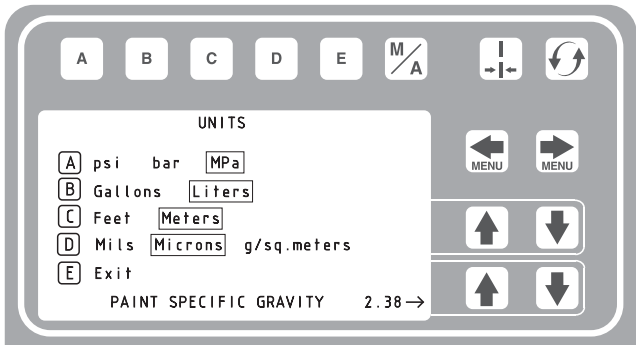 A B C D E M/A
MENU MENU
UNITS
A psi bar MPa
B Gallons Liters
C Feet Meters
D Mils Microns g/sq.meters
E Exit
PAINT SPECIFIC GRAVITY 2.38→